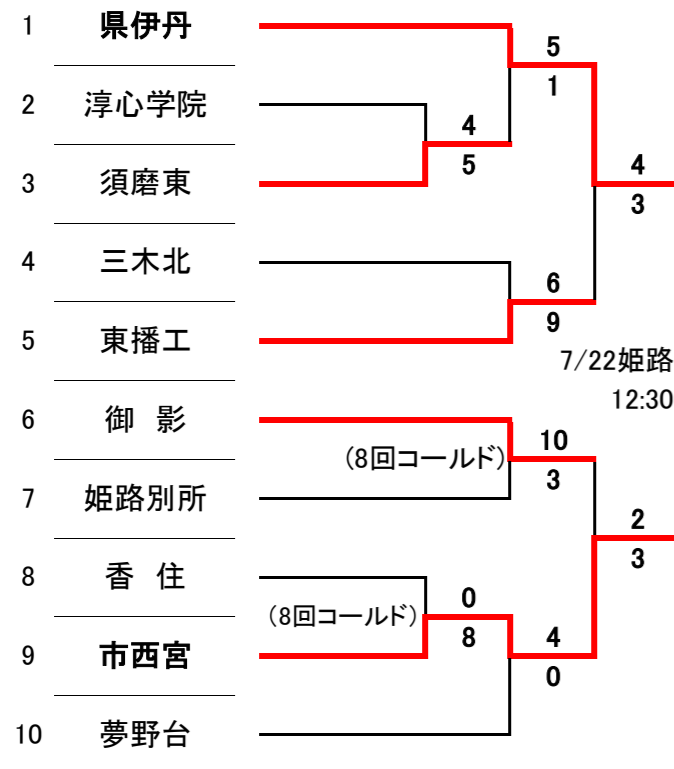 1 県伊丹
5
1
2 淳心学院
4
5
3 須磨東
4
3
4 三木北
6
9
5 東播工
7/22姫路
12:30
6 御 影
(8回コールド)
10
3
7 姫路別所
2
3
8 香 住
(8回コールド)
0
8
9 市西宮
4
0
10 夢野台